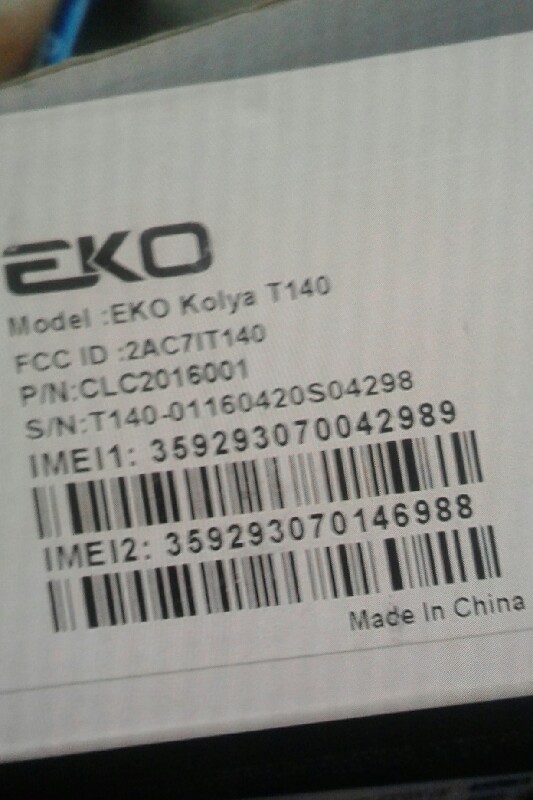 EKO
Model :EKO Kolya T140
FCC ID :2AC7IT140
P/N:CLC2016001
S/N:T140-01160420S04298
IMEI1: 359293070042989
IMEI2: 359293070146988
Made In China